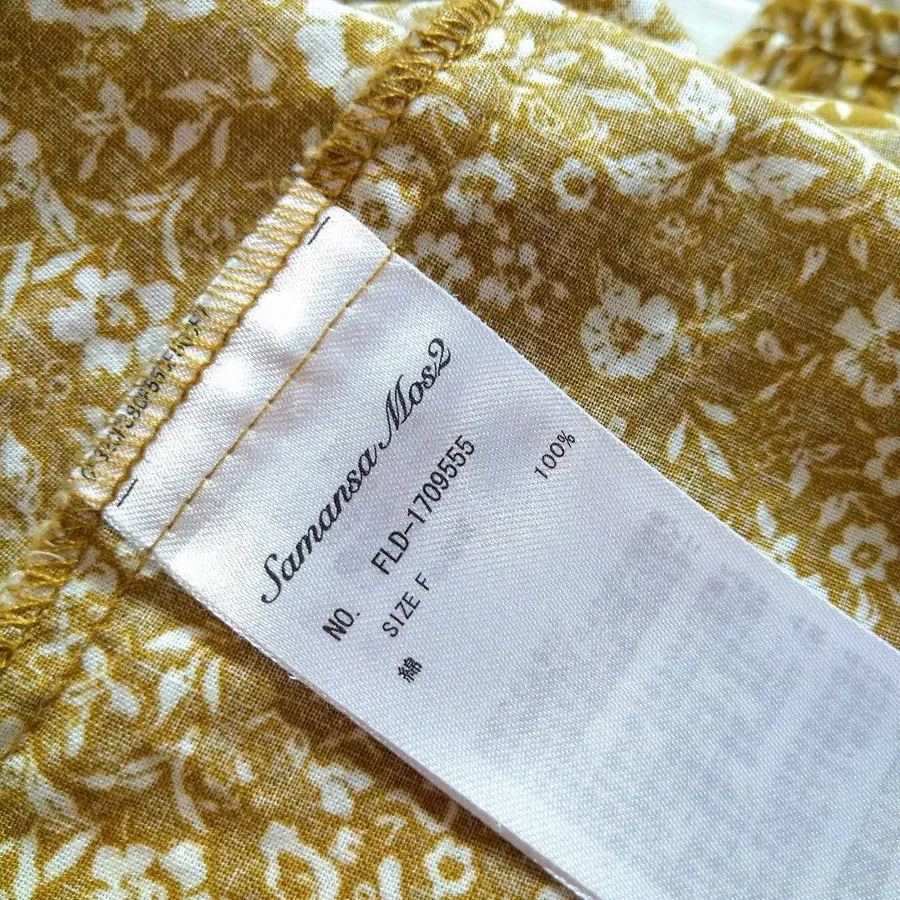 Samansa Mos2
NO. FLD-1709555
SIZE F
綿 100%